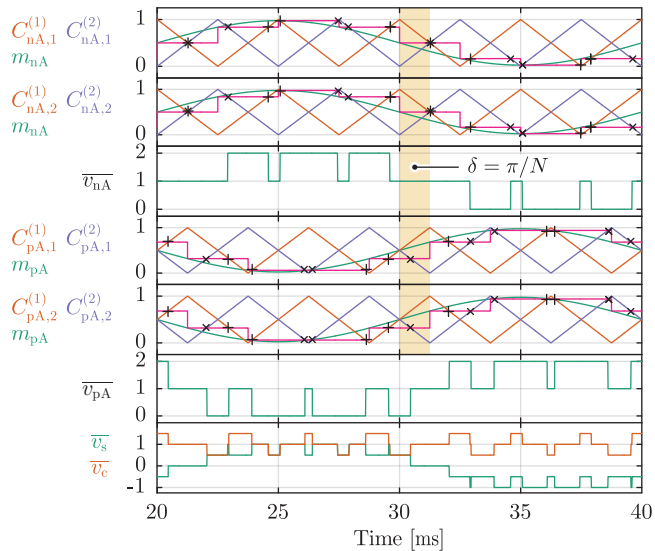 C_{nA,1}^{(1)} C_{nA,1}^{(2)} 1
m_{nA} 0
C_{nA,2}^{(1)} C_{nA,2}^{(2)} 1
m_{nA} 0
2
\overline{v_{nA}} 1 δ = π/N
0
C_{pA,1}^{(1)} C_{pA,1}^{(2)} 1
m_{pA} 0
C_{pA,2}^{(1)} C_{pA,2}^{(2)} 1
m_{pA} 0
2
\overline{v_{pA}} 1
0
\overline{v_s} 1
\overline{v_c} 0
-1
20 25 30 35 40
Time [ms]